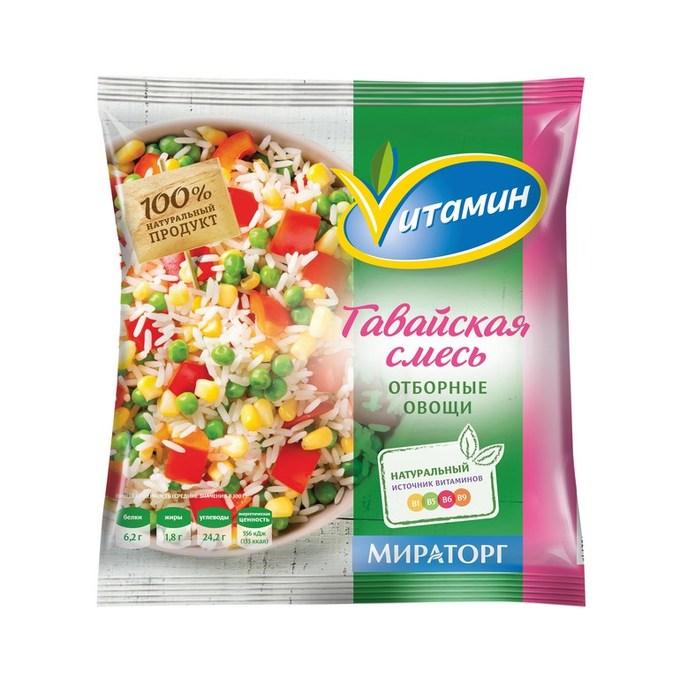 100%
НАТУРАЛЬНЫЙ
ПРОДУКТ
Vитамин
Гавайская
смесь
ОТБОРНЫЕ
ОВОЩИ
НАТУРАЛЬНЫЙ
ИСТОЧНИК ВИТАМИНОВ
B1 B5 B6 B9
белки жиры углеводы энергетическая ЦЕННОСТЬ
6,2 г 1,8 г 24,2 г 556 кДж (133 ккал)
МИРАТОРГ